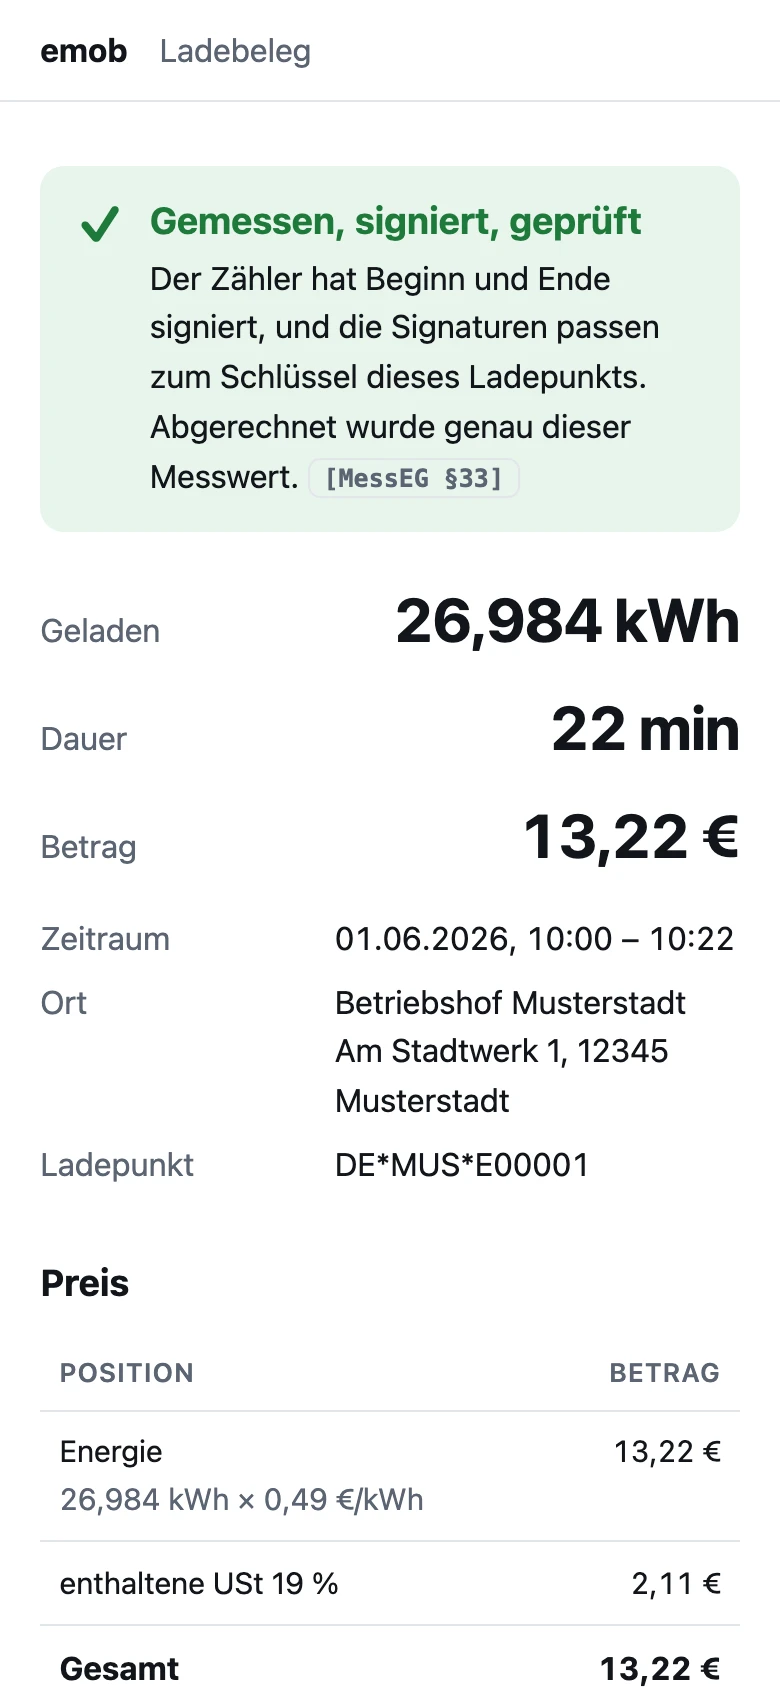 emob Ladebeleg
✓ Gemessen, signiert, geprüft
Der Zähler hat Beginn und Ende
signiert, und die Signaturen passen
zum Schlüssel dieses Ladepunkts.
Abgerechnet wurde genau dieser
Messwert. [MessEG §33]
Geladen 26,984 kWh
Dauer 22 min
Betrag 13,22 €
Zeitraum 01.06.2026, 10:00 – 10:22
Ort Betriebshof Musterstadt
Am Stadtwerk 1, 12345
Musterstadt
Ladepunkt DE*MUS*E00001
Preis
POSITION BETRAG
Energie 13,22 €
26,984 kWh × 0,49 €/kWh
enthaltene USt 19 % 2,11 €
Gesamt 13,22 €